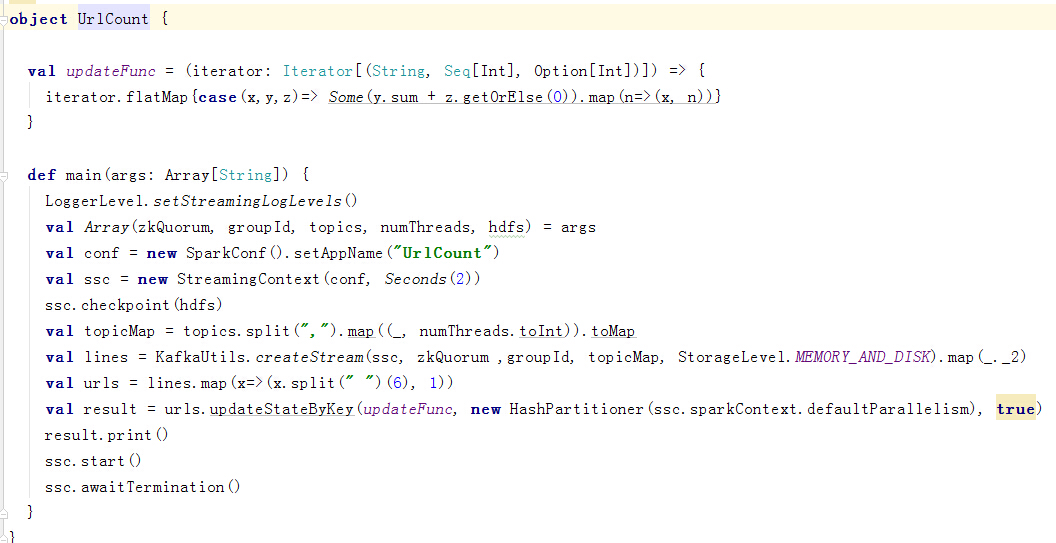 object UrlCount {
val updateFunc = (iterator: Iterator[(String, Seq[Int], Option[Int])]) => {
iterator.flatMap{case(x,y,z)=> Some(y.sum + z.getOrElse(0)).map(n=>(x, n))}
}
def main(args: Array[String]) {
LoggerLevel.setStreamingLogLevels()
val Array(zkQuorum, groupId, topics, numThreads, hdfs) = args
val conf = new SparkConf().setAppName("UrlCount")
val ssc = new StreamingContext(conf, Seconds(2))
ssc.checkpoint(hdfs)
val topicMap = topics.split(",").map((_, numThreads.toInt)).toMap
val lines = KafkaUtils.createStream(ssc, zkQuorum ,groupId, topicMap, StorageLevel.MEMORY_AND_DISK).map(_._2)
val urls = lines.map(x=>(x.split(" ")(6), 1))
val result = urls.updateStateByKey(updateFunc, new HashPartitioner(ssc.sparkContext.defaultParallelism), true)
result.print()
ssc.start()
ssc.awaitTermination()
}
}